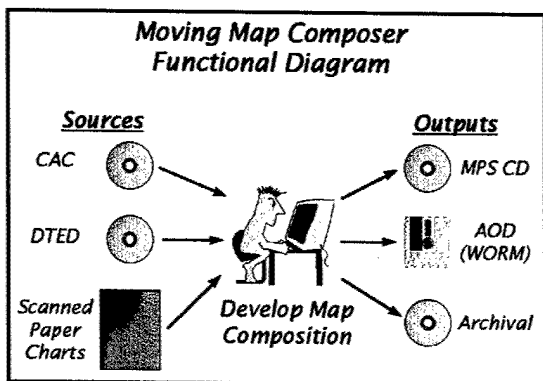 Moving Map Composer
Functional Diagram
Sources
CAC
DTED
Scanned
Paper
Charts
Develop Map
Composition
Outputs
MPS CD
AOD
(WORM)
Archival